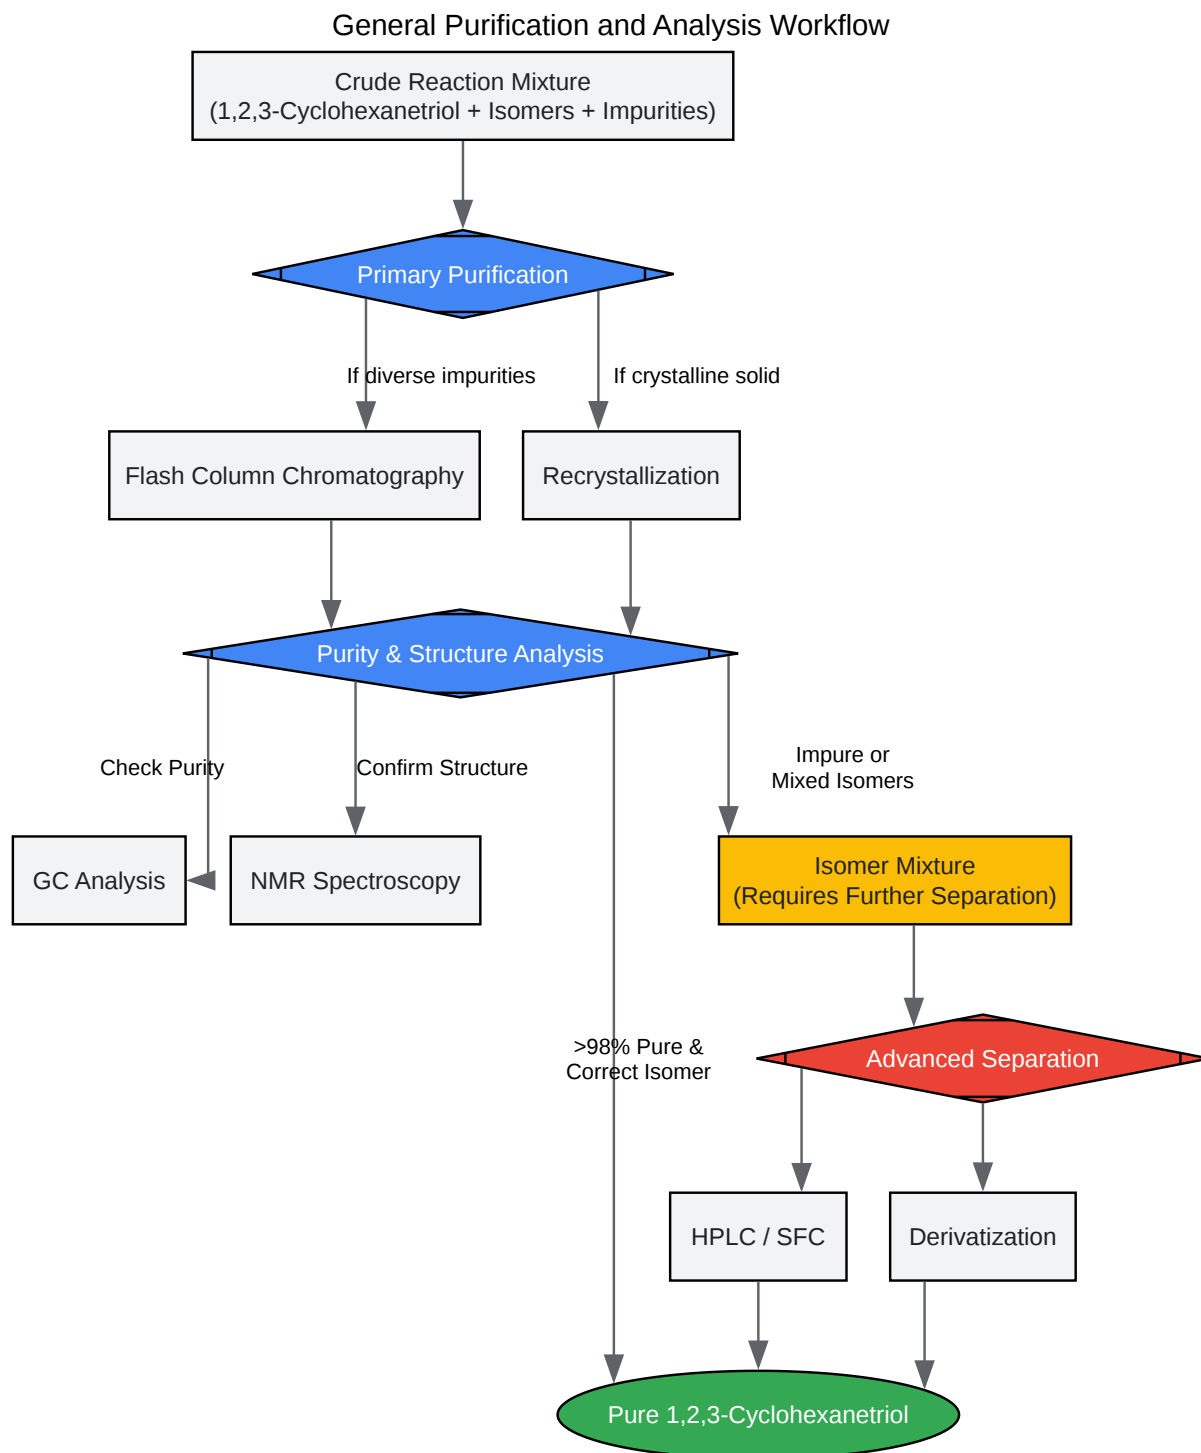 General Purification and Analysis Workflow
Crude Reaction Mixture
(1,2,3-Cyclohexanetriol + Isomers + Impurities)
Primary Purification
If diverse impurities
If crystalline solid
Flash Column Chromatography
Recrystallization
Purity & Structure Analysis
Check Purity
Confirm Structure
Impure or
Mixed Isomers
GC Analysis
NMR Spectroscopy
Isomer Mixture
(Requires Further Separation)
>98% Pure &
Correct Isomer
Advanced Separation
HPLC / SFC
Derivatization
Pure 1,2,3-Cyclohexanetriol